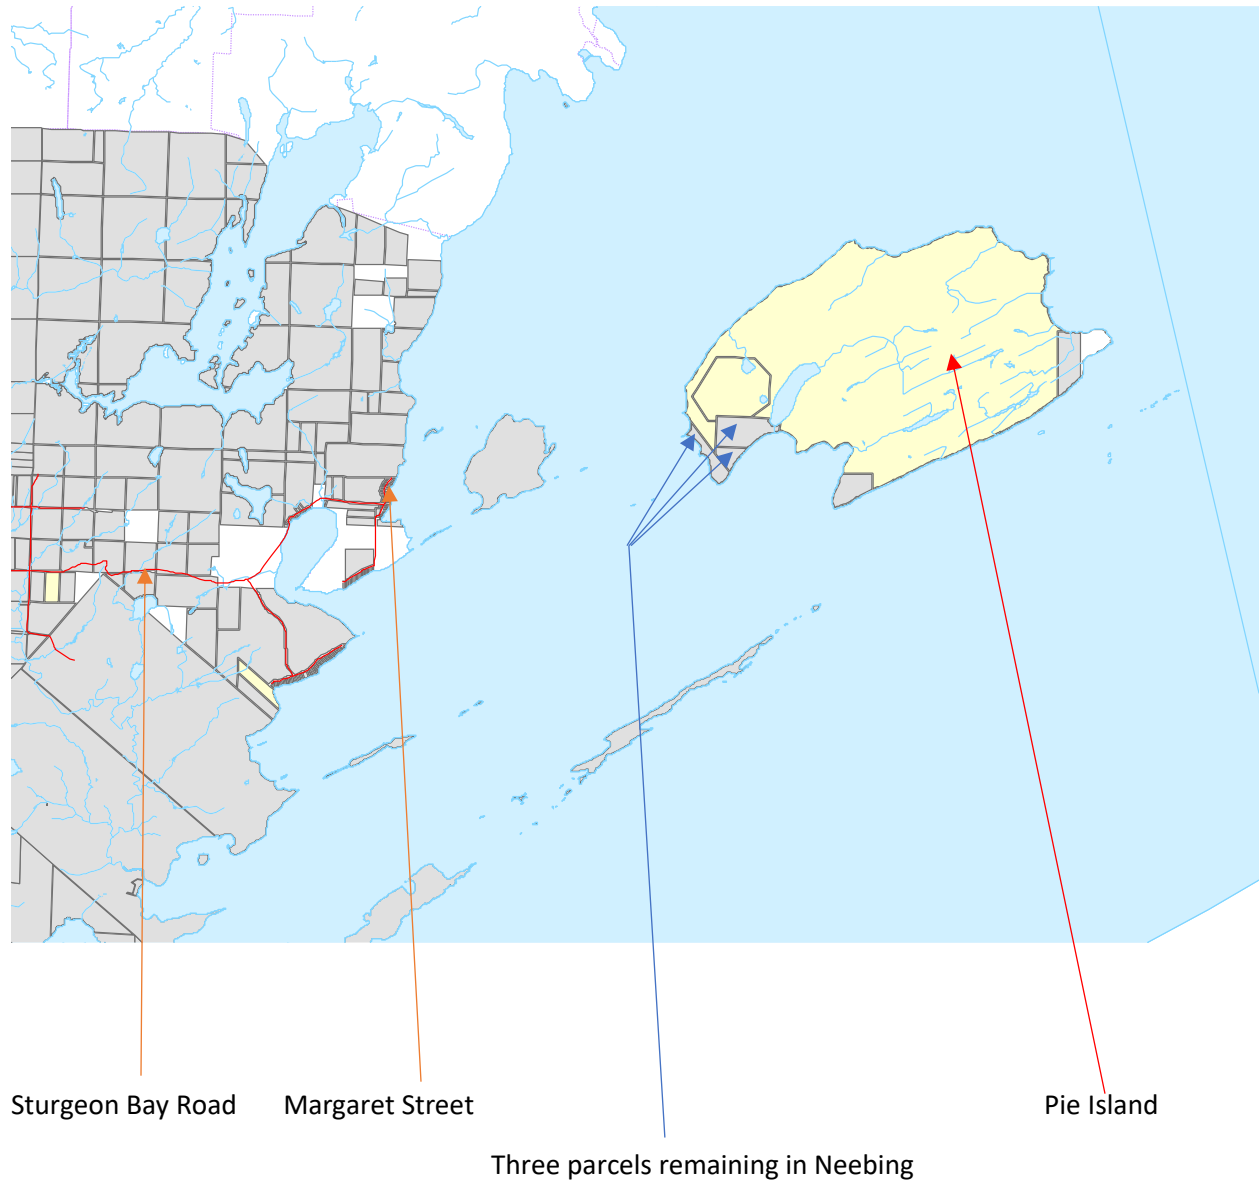 Sturgeon Bay Road
Margaret Street
Pie Island
Three parcels remaining in Neebing